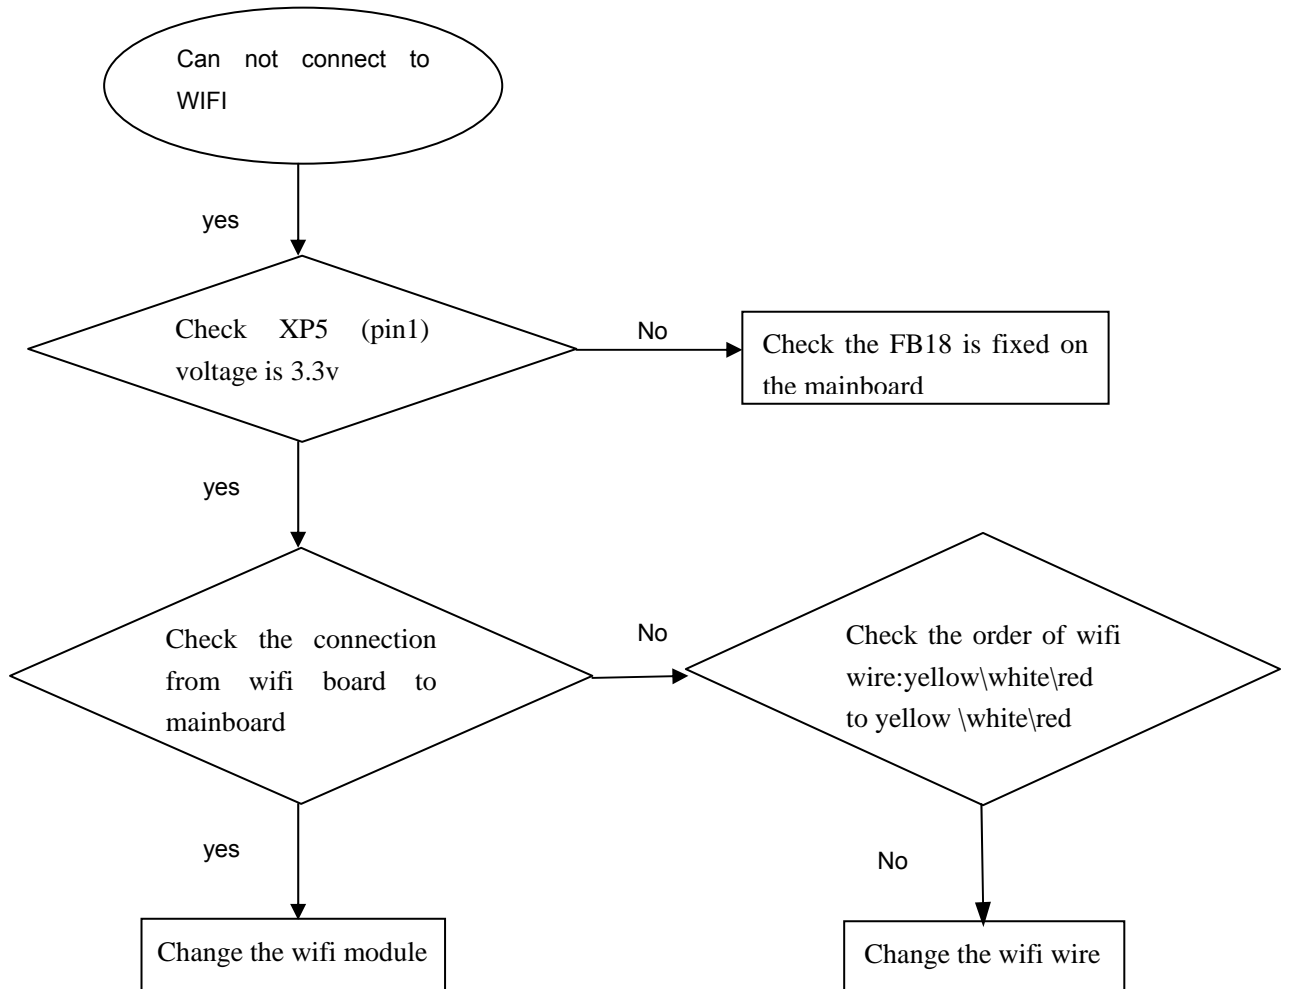 Can not connect to
WIFI
yes
Check XP5 (pin1)
voltage is 3.3v
No
Check the FB18 is fixed on
the mainboard
yes
Check the connection
from wifi board to
mainboard
No
Check the order of wifi
wire:yellow\white\red
to yellow \white\red
yes
No
Change the wifi module
Change the wifi wire